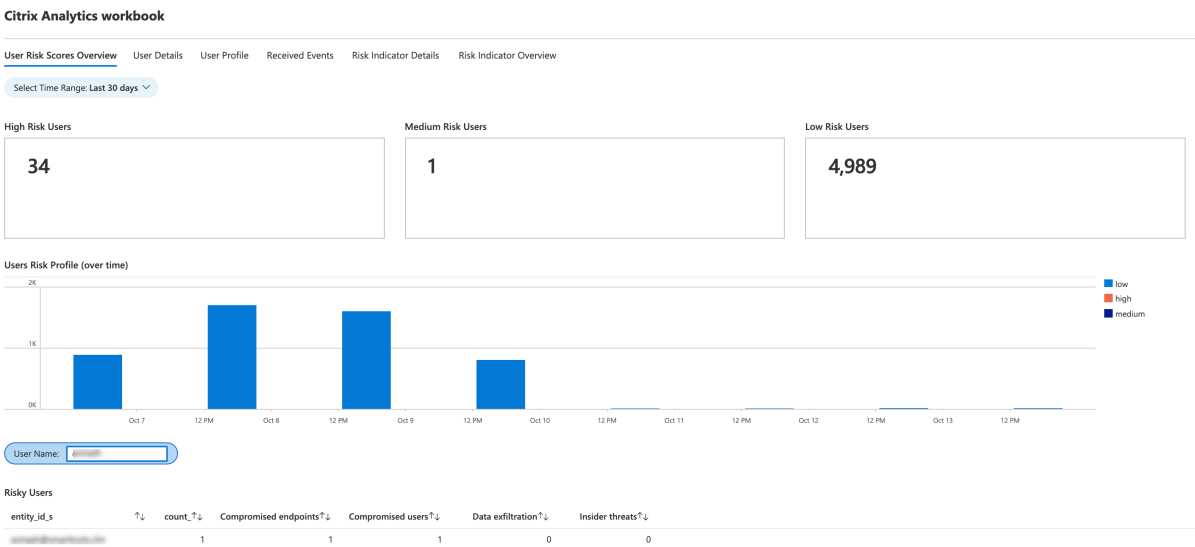 Citrix Analytics workbook
User Risk Scores Overview User Details User Profile Received Events Risk Indicator Details Risk Indicator Overview
Select Time Range: Last 30 days
High Risk Users Medium Risk Users Low Risk Users
34 1 4,989
Users Risk Profile (over time)
2K
1K
0K
low
high
medium
Oct 7 12 PM Oct 8 12 PM Oct 9 12 PM Oct 10 12 PM Oct 11 12 PM Oct 12 12 PM Oct 13 12 PM
User Name:
Risky Users
entity_id_s ↑↓ count_↑↓ Compromised endpoints↑↓ Compromised users↑↓ Data exfiltration↑↓ Insider threats↑↓
1 1 1 0 0